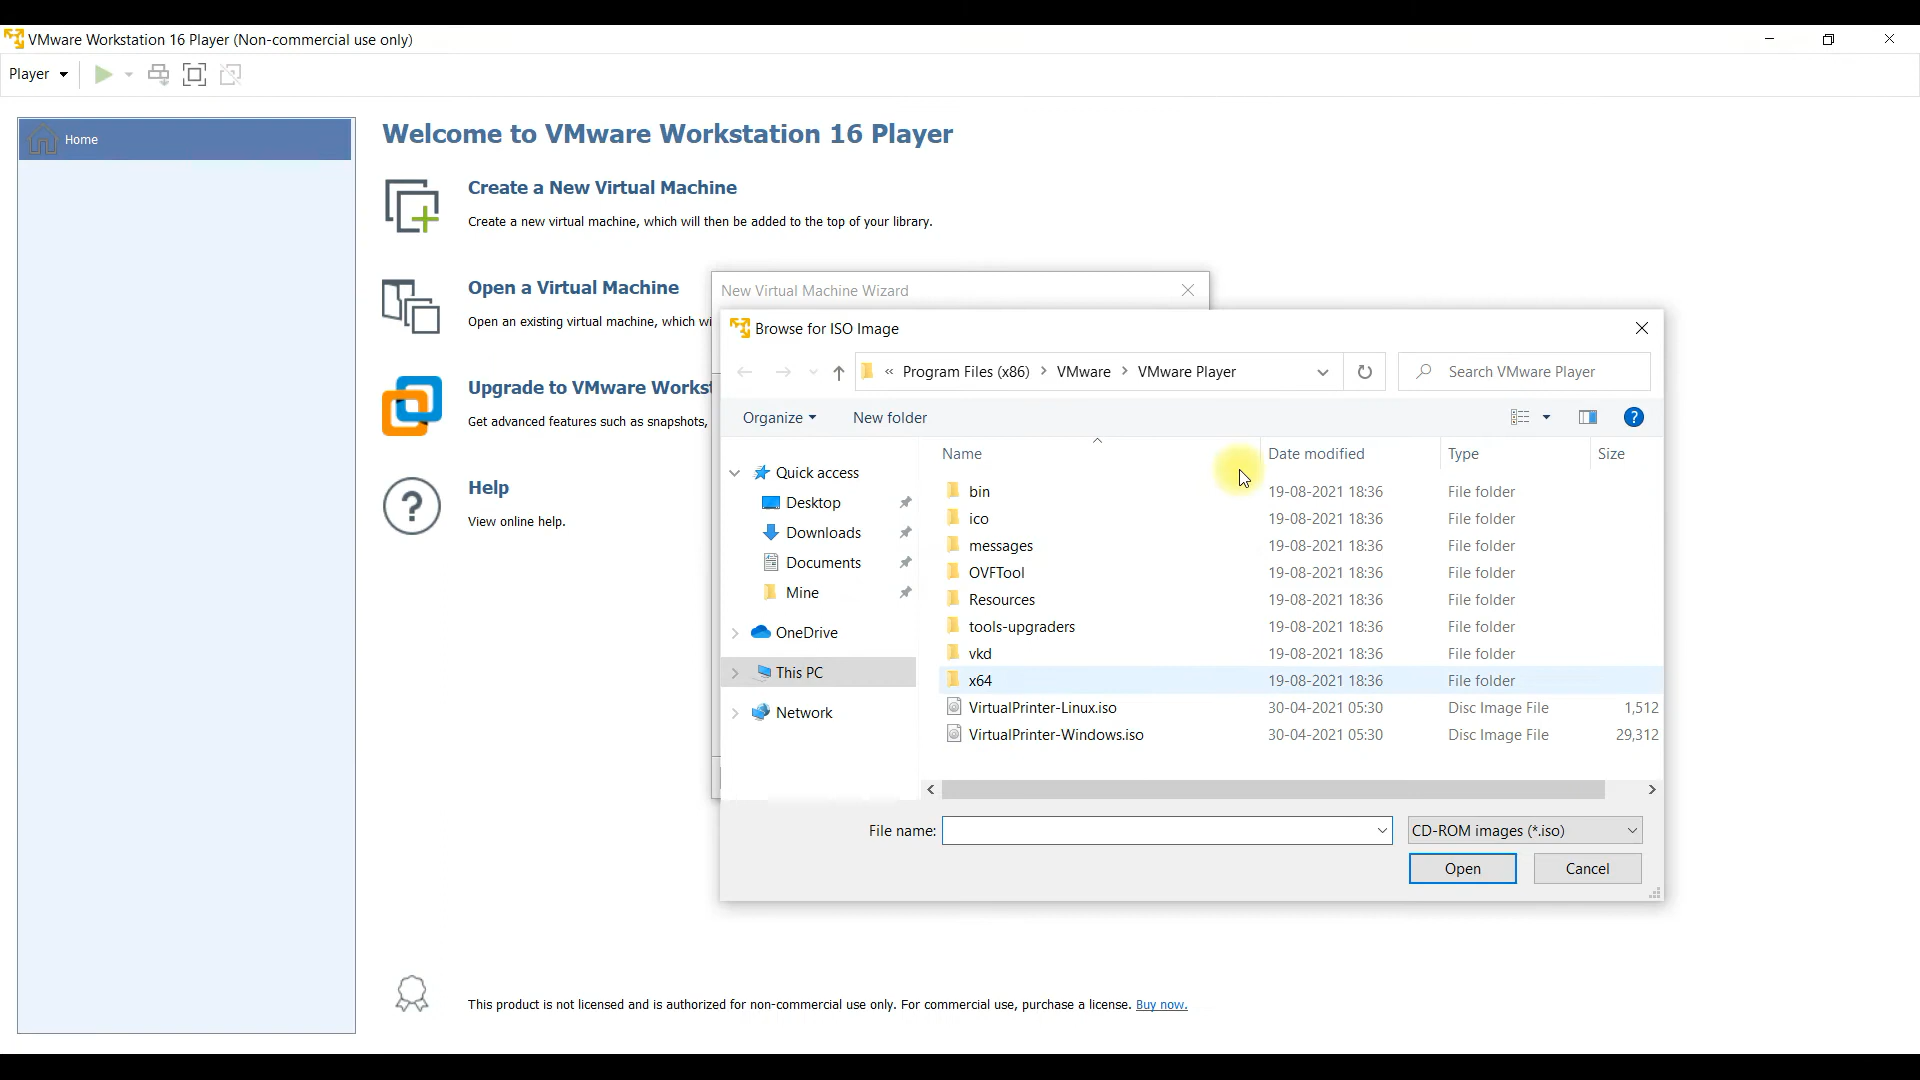 VMware Workstation 16 Player (Non-commercial use only)
Player
Home
Welcome to VMware Workstation 16 Player
Create a New Virtual Machine
Create a new virtual machine, which will then be added to the top of your library.
Open a Virtual Machine
Open an existing virtual machine, which wi
Upgrade to VMware Workst
Get advanced features such as snapshots,
Help
View online help.
New Virtual Machine Wizard
Browse for ISO Image
« Program Files (x86) > VMware > VMware Player
Search VMware Player
Organize
New folder
Quick access
Desktop
Downloads
Documents
Mine
OneDrive
This PC
Network
Name Date modified Type Size
bin 19-08-2021 18:36 File folder
ico 19-08-2021 18:36 File folder
messages 19-08-2021 18:36 File folder
OVFTool 19-08-2021 18:36 File folder
Resources 19-08-2021 18:36 File folder
tools-upgraders 19-08-2021 18:36 File folder
vkd 19-08-2021 18:36 File folder
x64 19-08-2021 18:36 File folder
VirtualPrinter-Linux.iso 30-04-2021 05:30 Disc Image File 1,512
VirtualPrinter-Windows.iso 30-04-2021 05:30 Disc Image File 29,312
File name:
CD-ROM images (*.iso)
Open
Cancel
This product is not licensed and is authorized for non-commercial use only. For commercial use, purchase a license. Buy now.